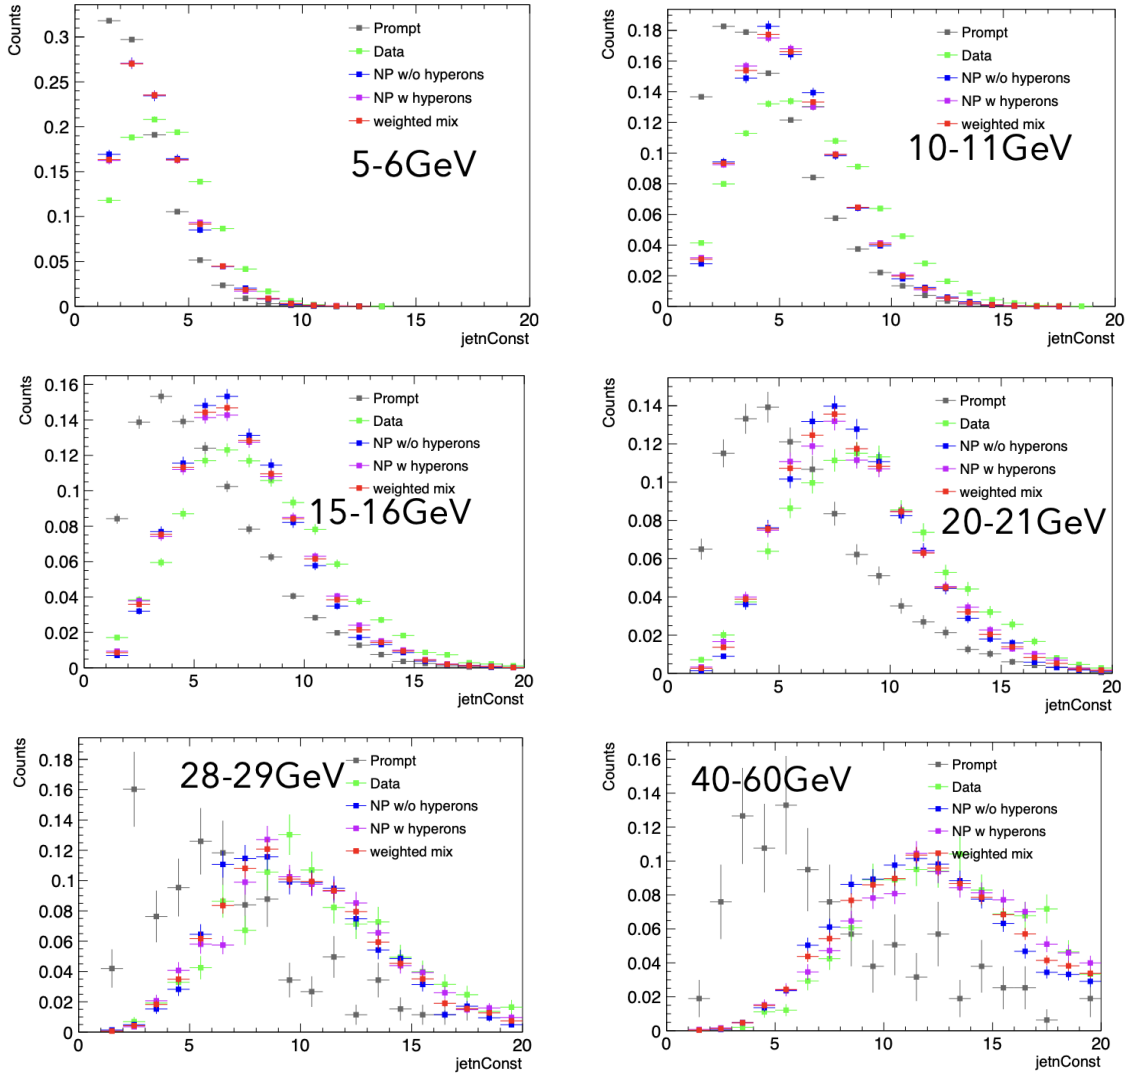 Counts
0.3
0.25
0.2
0.15
0.1
0.05
0
0 5 10 15 20
jetnConst
Prompt
Data
NP w/o hyperons
NP w hyperons
weighted mix
5-6GeV
Counts
0.18
0.16
0.14
0.12
0.1
0.08
0.06
0.04
0.02
0
0 5 10 15 20
jetnConst
Prompt
Data
NP w/o hyperons
NP w hyperons
weighted mix
10-11GeV
Counts
0.16
0.14
0.12
0.1
0.08
0.06
0.04
0.02
0
0 5 10 15 20
jetnConst
Prompt
Data
NP w/o hyperons
NP w hyperons
weighted mix
15-16GeV
Counts
0.14
0.12
0.1
0.08
0.06
0.04
0.02
0
0 5 10 15 20
jetnConst
Prompt
Data
NP w/o hyperons
NP w hyperons
weighted mix
20-21GeV
Counts
0.18
0.16
0.14
0.12
0.1
0.08
0.06
0.04
0.02
0
0 5 10 15 20
jetnConst
28-29GeV
Prompt
Data
NP w/o hyperons
NP w hyperons
weighted mix
Counts
0.16
0.14
0.12
0.1
0.08
0.06
0.04
0.02
0
0 5 10 15 20
jetnConst
40-60GeV
Prompt
Data
NP w/o hyperons
NP w hyperons
weighted mix